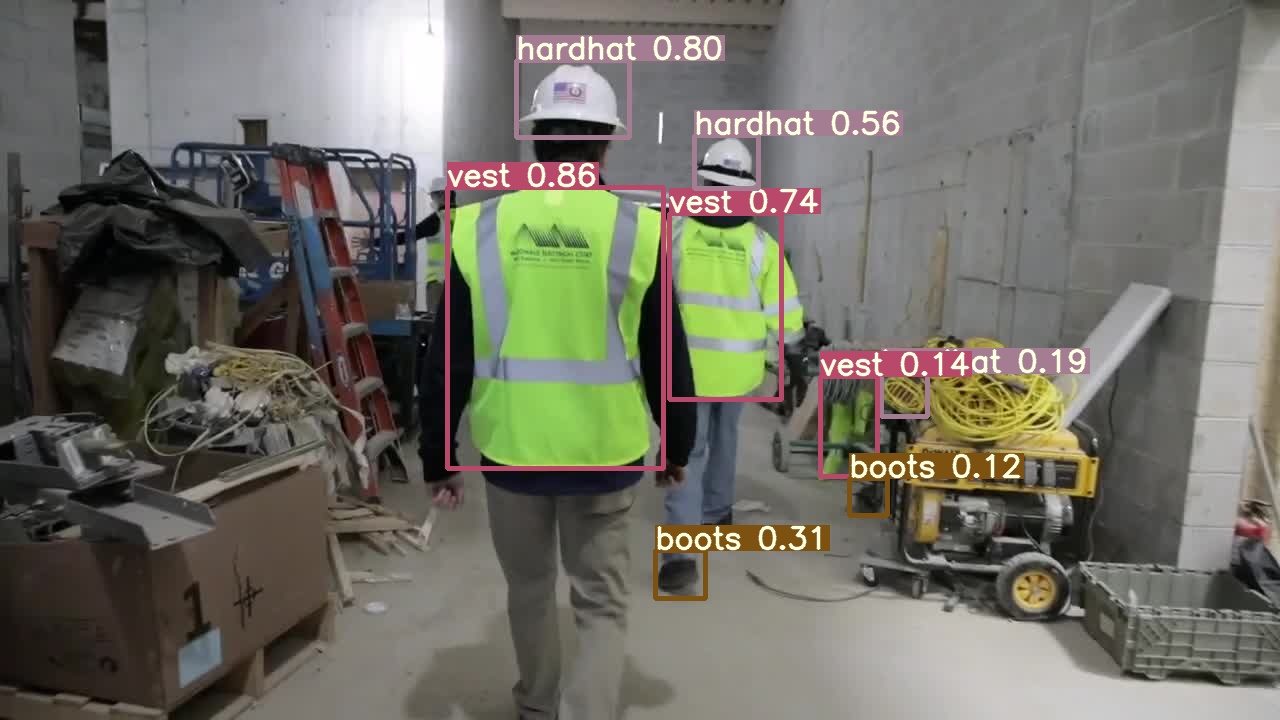 hardhat 0.80
hardhat 0.56
vest 0.86
vest 0.74
vest 0.14
at 0.19
boots 0.12
boots 0.31
1